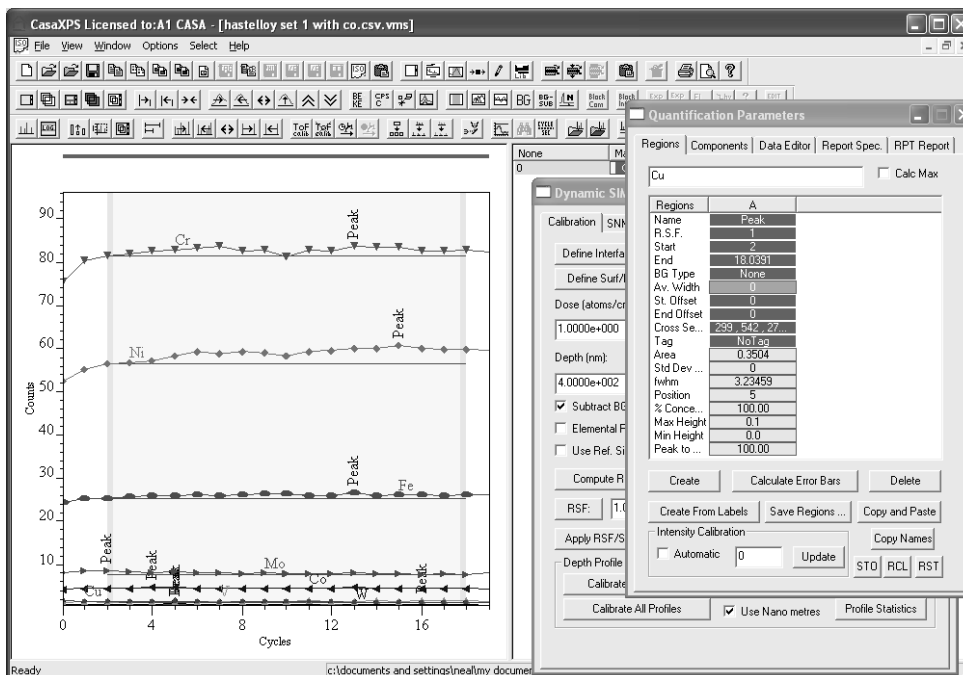 CasaXPS Licensed to:A1 CASA - [hastelloy set 1 with co.csv.vms]
File View Window Options Select Help
None
0
90
80
70
60
50
40
30
20
10
Counts
Cr
Peak
Ni
Peak
Fe
Peak
Peak
Mo
Peak
Co
Peak
Cu
V
W
Peak
0 4 8 12 16
Cycles
Dynamic SIM
Calibration
Define Interfa
Define Surf/
Dose (atoms/cr
1.0000e+000
Depth (nm):
4.0000e+002
Subtract BG
Elemental F
Use Ref. Si
Compute R
RSF: 1.0
Apply RSF/S
Depth Profile
Calibrate
Calibrate All Profiles
Use Nano metres
Profile Statistics
Quantification Parameters
Regions Components Data Editor Report Spec. RPT Report
Cu
Calc Max
Regions A
Name Peak
R.S.F. 1
Start 2
End 18.0391
BG Type None
Av. Width 0
St. Offset 0
End Offset 0
Cross Se... 299 , 542 , 27...
Tag NoTag
Area 0.3504
Std Dev ... 0
fwhm 3.23459
Position 5
% Conce... 100.00
Max Height 0.1
Min Height 0.0
Peak to ... 100.00
Create
Calculate Error Bars
Delete
Create From Labels
Save Regions ...
Copy and Paste
Intensity Calibration
Automatic 0 Update
Copy Names
STO RCL RST
Ready
c:\documents and settings\neal\my documen